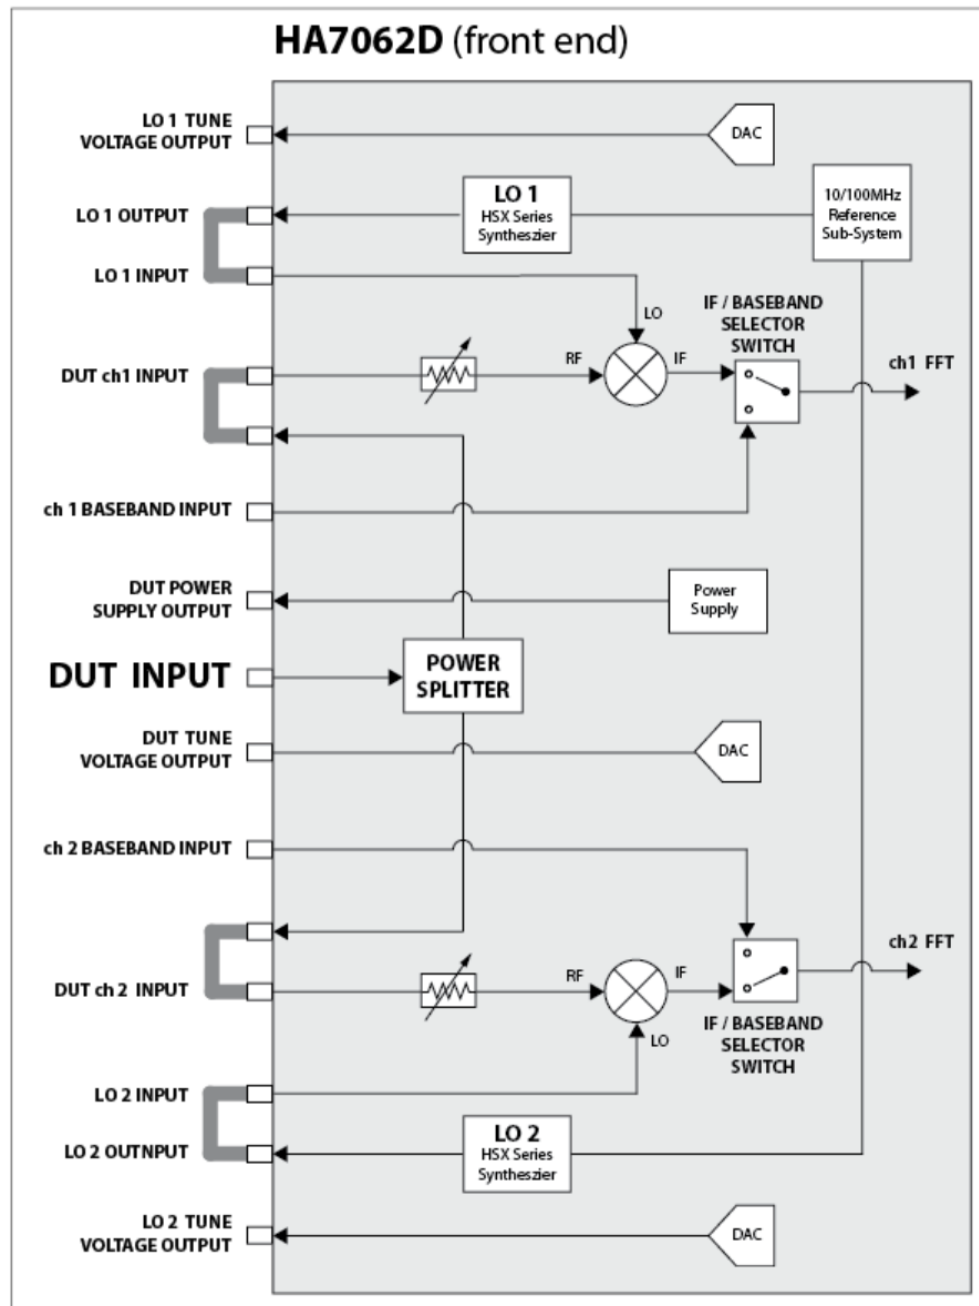 HA7062D (front end)
LO 1 TUNE
VOLTAGE OUTPUT
DAC
LO 1 OUTPUT
LO 1
HSX Series
Syntheszier
10/100MHz
Reference
Sub-System
LO 1 INPUT
LO
IF / BASEBAND
SELECTOR
SWITCH
DUT ch1 INPUT
RF
IF
ch1 FFT
ch 1 BASEBAND INPUT
DUT POWER
SUPPLY OUTPUT
Power
Supply
DUT INPUT
POWER
SPLITTER
DUT TUNE
VOLTAGE OUTPUT
DAC
ch 2 BASEBAND INPUT
ch2 FFT
DUT ch 2 INPUT
RF
IF
LO
IF / BASEBAND
SELECTOR
SWITCH
LO 2 INPUT
LO 2 OUTNPUT
LO 2
HSX Series
Syntheszier
LO 2 TUNE
VOLTAGE OUTPUT
DAC